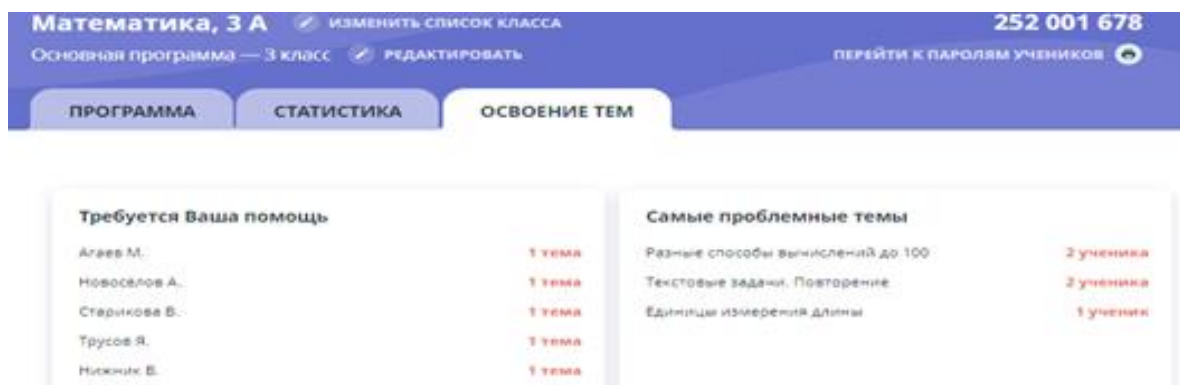 Математика, 3 А ИЗМЕНИТЬ СПИСОК КЛАССА 252 001 678
Основная программа — 3 класс РЕДАКТИРОВАТЬ ПЕРЕЙТИ К ПАРОЛЯМ УЧЕНИКОВ
ПРОГРАММА СТАТИСТИКА ОСВОЕНИЕ ТЕМ
Требуется Ваша помощь
Агаев М. 1 тема
Новоселов А. 1 тема
Старикова В. 1 тема
Трусов Я. 1 тема
Нижник В. 1 тема
Самые проблемные темы
Разные способы вычислений до 100 2 ученика
Текстовые задачи. Повторение 2 ученика
Единицы измерения длины 1 ученик